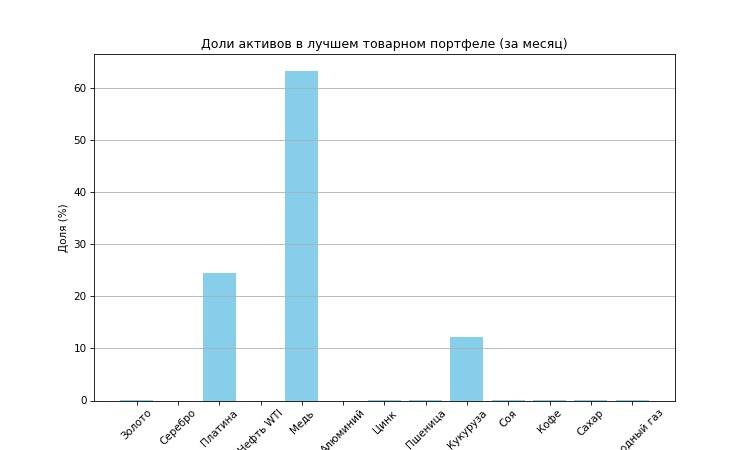 Доли активов в лучшем товарном портфеле (за месяц)
Доля (%)
60
50
40
30
20
10
0
Золото
Серебро
Платина
Нефть WTI
Медь
Алюминий
Цинк
Пшеница
Кукуруза
Соя
Кофе
Сахар
газ